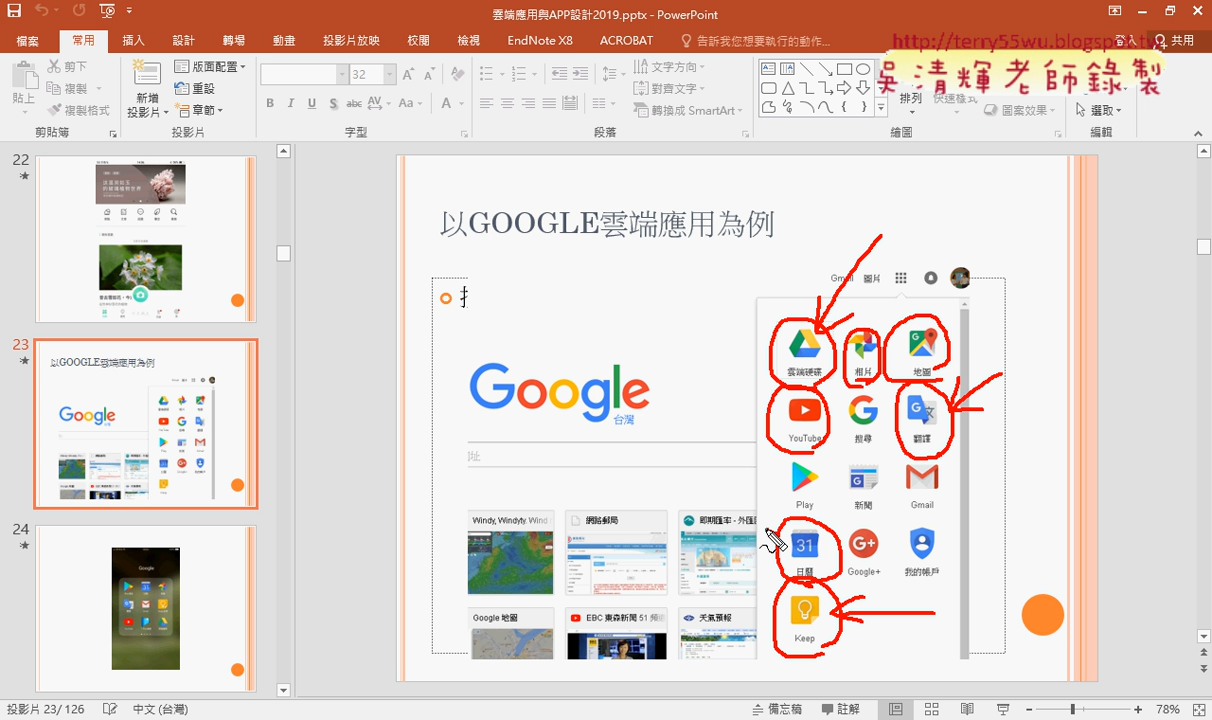 雲端應用與APP設計2019.pptx - PowerPoint
檔案 常用 插入 設計 轉場 動畫 投影片放映 校閱 檢視 EndNote X8 ACROBAT 告訴我您想要執行的動作... 登入 共用
http://terry55wu.blogspot.tw
吳清輝老師錄製
貼上 剪下 複製 複製格式 剪貼簿
新增投影片 版面配置 重設 章節 投影片
32 B I U S abc AV Aa A 字型
文字方向 對齊文字 轉換成 SmartArt 段落
排列 快速樣式 圖案效果 繪圖
選取 編輯
22
23
以GOOGLE雲端應用為例
Google
24
Google
以GOOGLE雲端應用為例
Gmail 圖片
Google
台灣
址
雲端硬碟 相片 地圖
YouTube 搜尋 翻譯
Play 新聞 Gmail
31
日曆 Google+ 我的帳戶
Keep
Windy, Windyty. Wind 網路郵局 即期匯率 - 外匯
Google 地圖 EBC 東森新聞 51 頻 天氣預報
投影片 23/126 中文 (台灣) 備忘稿 註解 78%